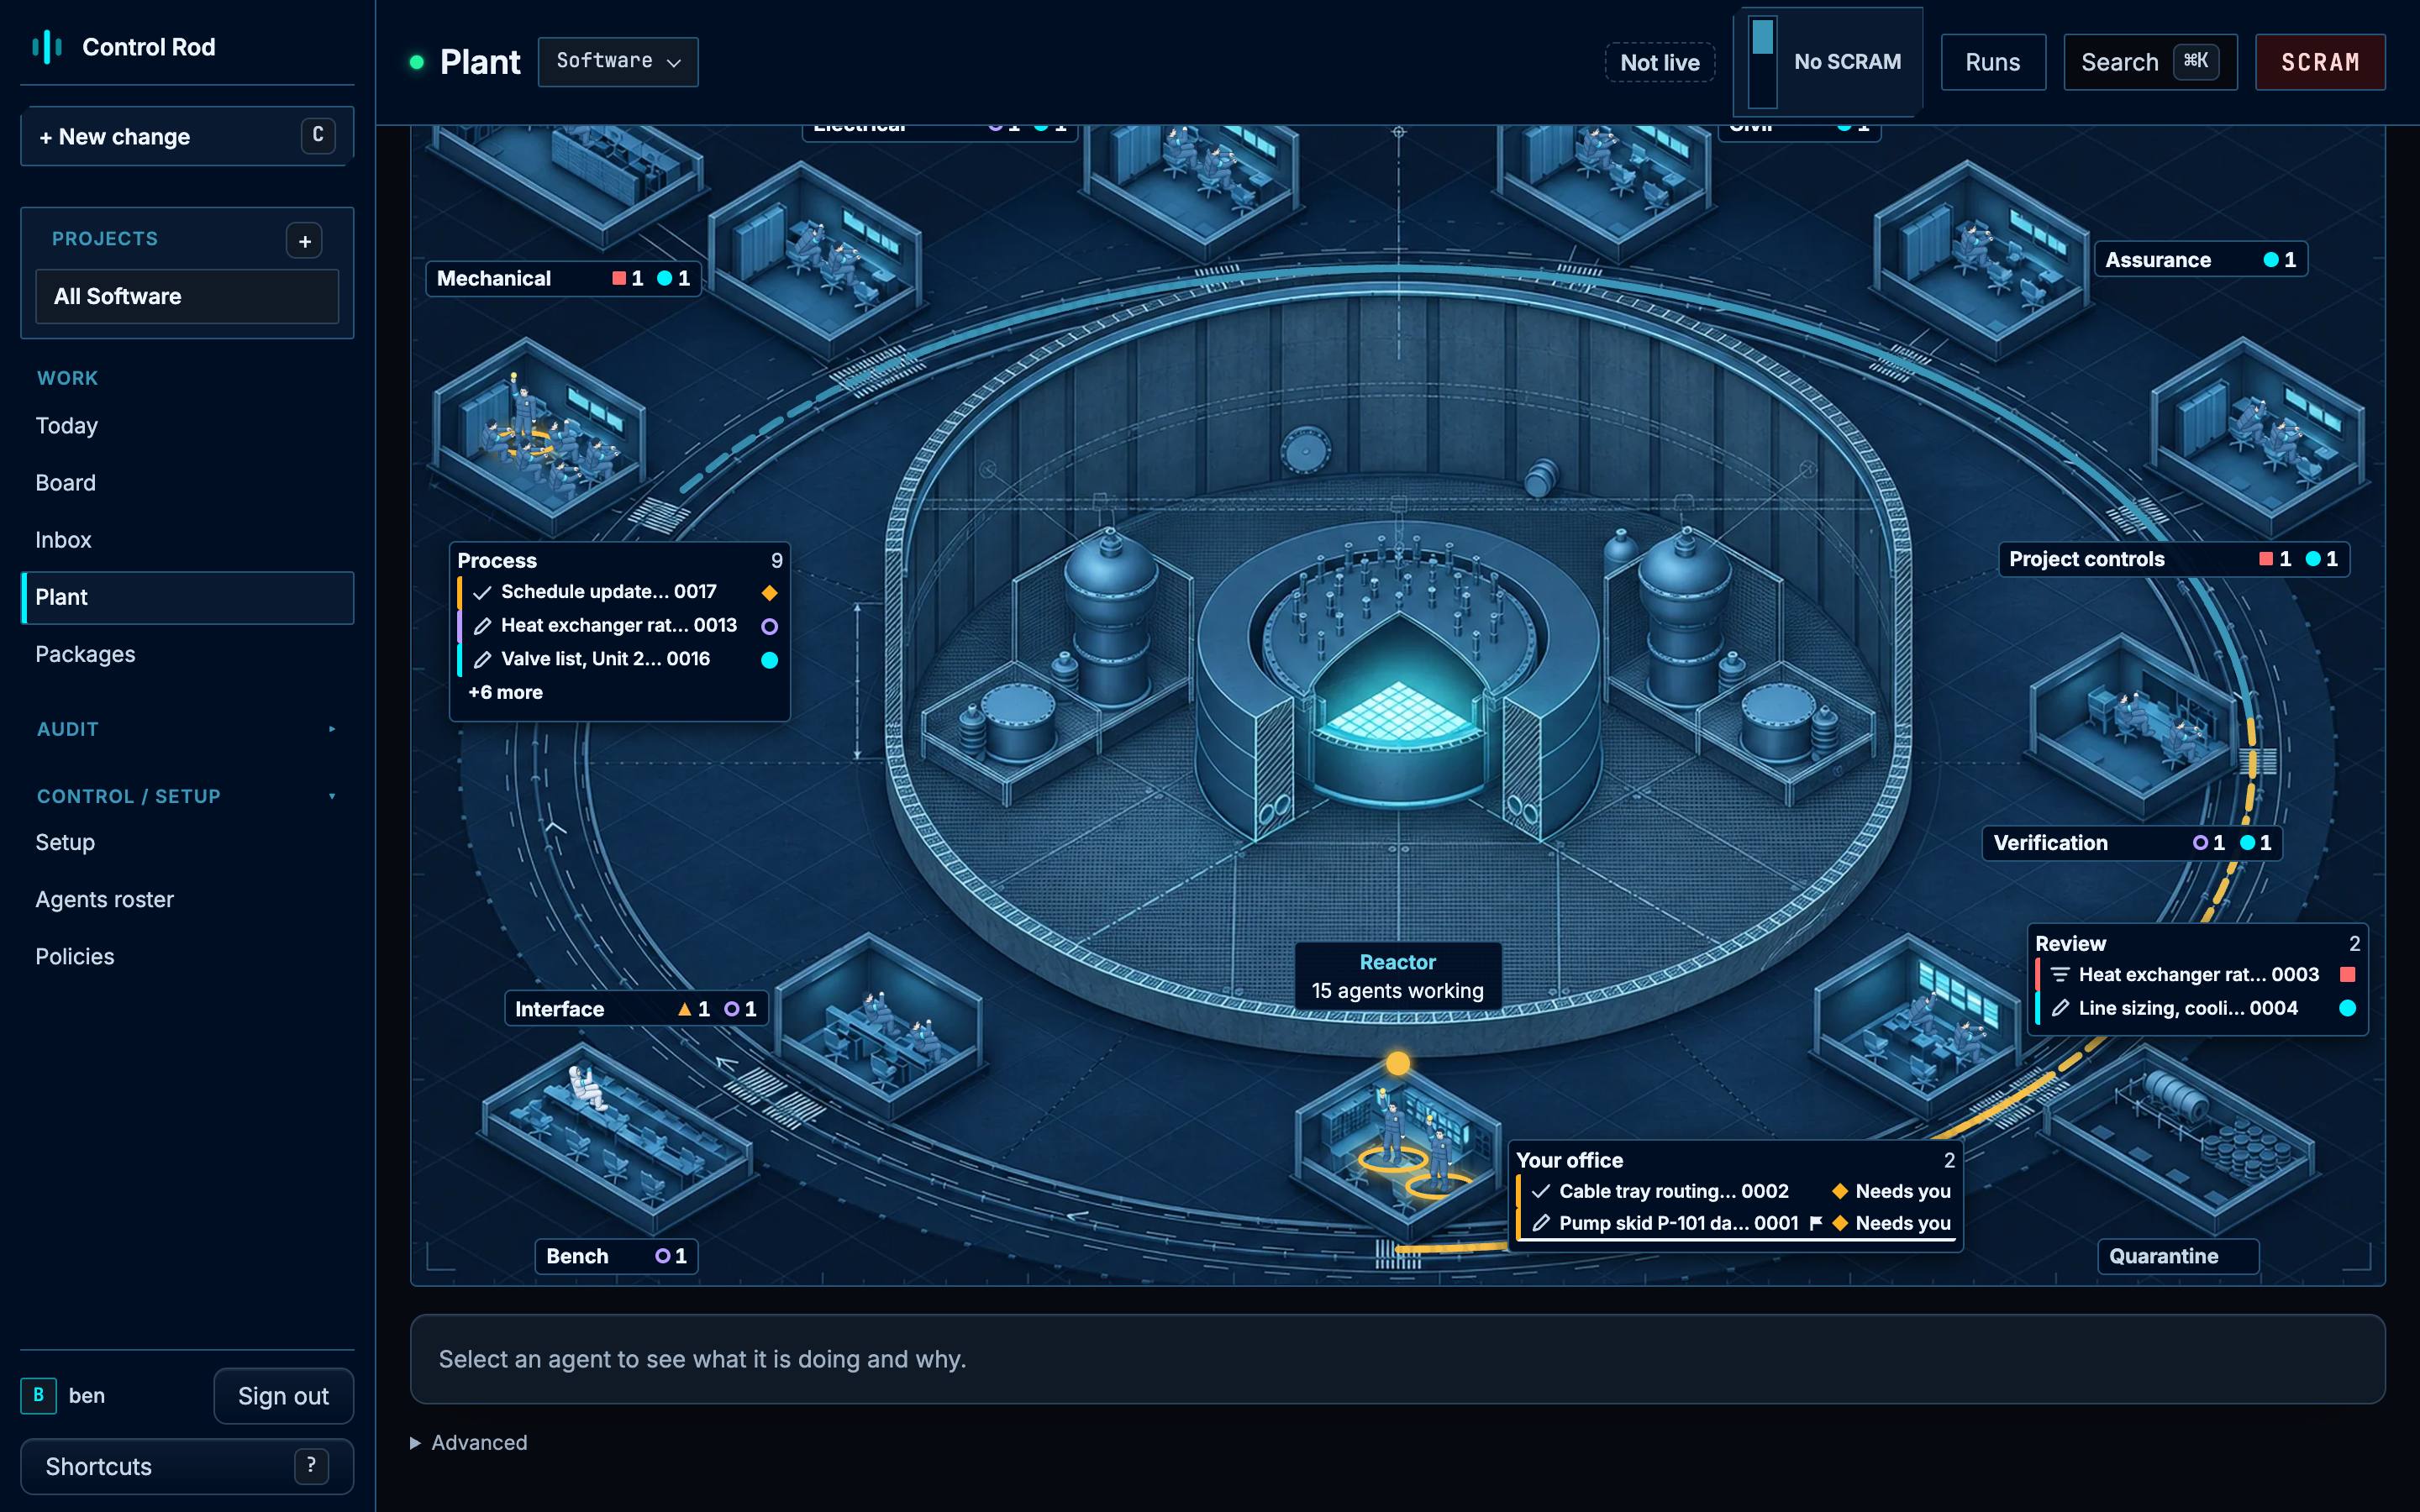 Control Rod
+ New change C
PROJECTS +
All Software
WORK
Today
Board
Inbox
Plant
Packages
AUDIT
CONTROL / SETUP
Setup
Agents roster
Policies
B ben Sign out
Shortcuts ?
Plant Software
Not live
No SCRAM
Runs
Search ⌘K
SCRAM
Electrical 1 1
Civil 1
Mechanical 1 1
Assurance 1
Process 9
Schedule update... 0017
Heat exchanger rat... 0013
Valve list, Unit 2... 0016
+6 more
Project controls 1 1
Verification 1 1
Review 2
Heat exchanger rat... 0003
Line sizing, cooli... 0004
Reactor
15 agents working
Interface 1 1
Your office 2
Cable tray routing... 0002 Needs you
Pump skid P-101 da... 0001 Needs you
Bench 1
Quarantine
Select an agent to see what it is doing and why.
Advanced